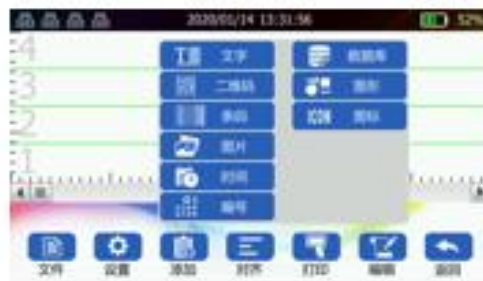 2020/01/14 13:31:56
52%
4
3
2
1
文字
二维码
条码
图片
时间
编号
数据库
图形
ICON 图标
文件
设置
添加
对齐
打印
编辑
返回